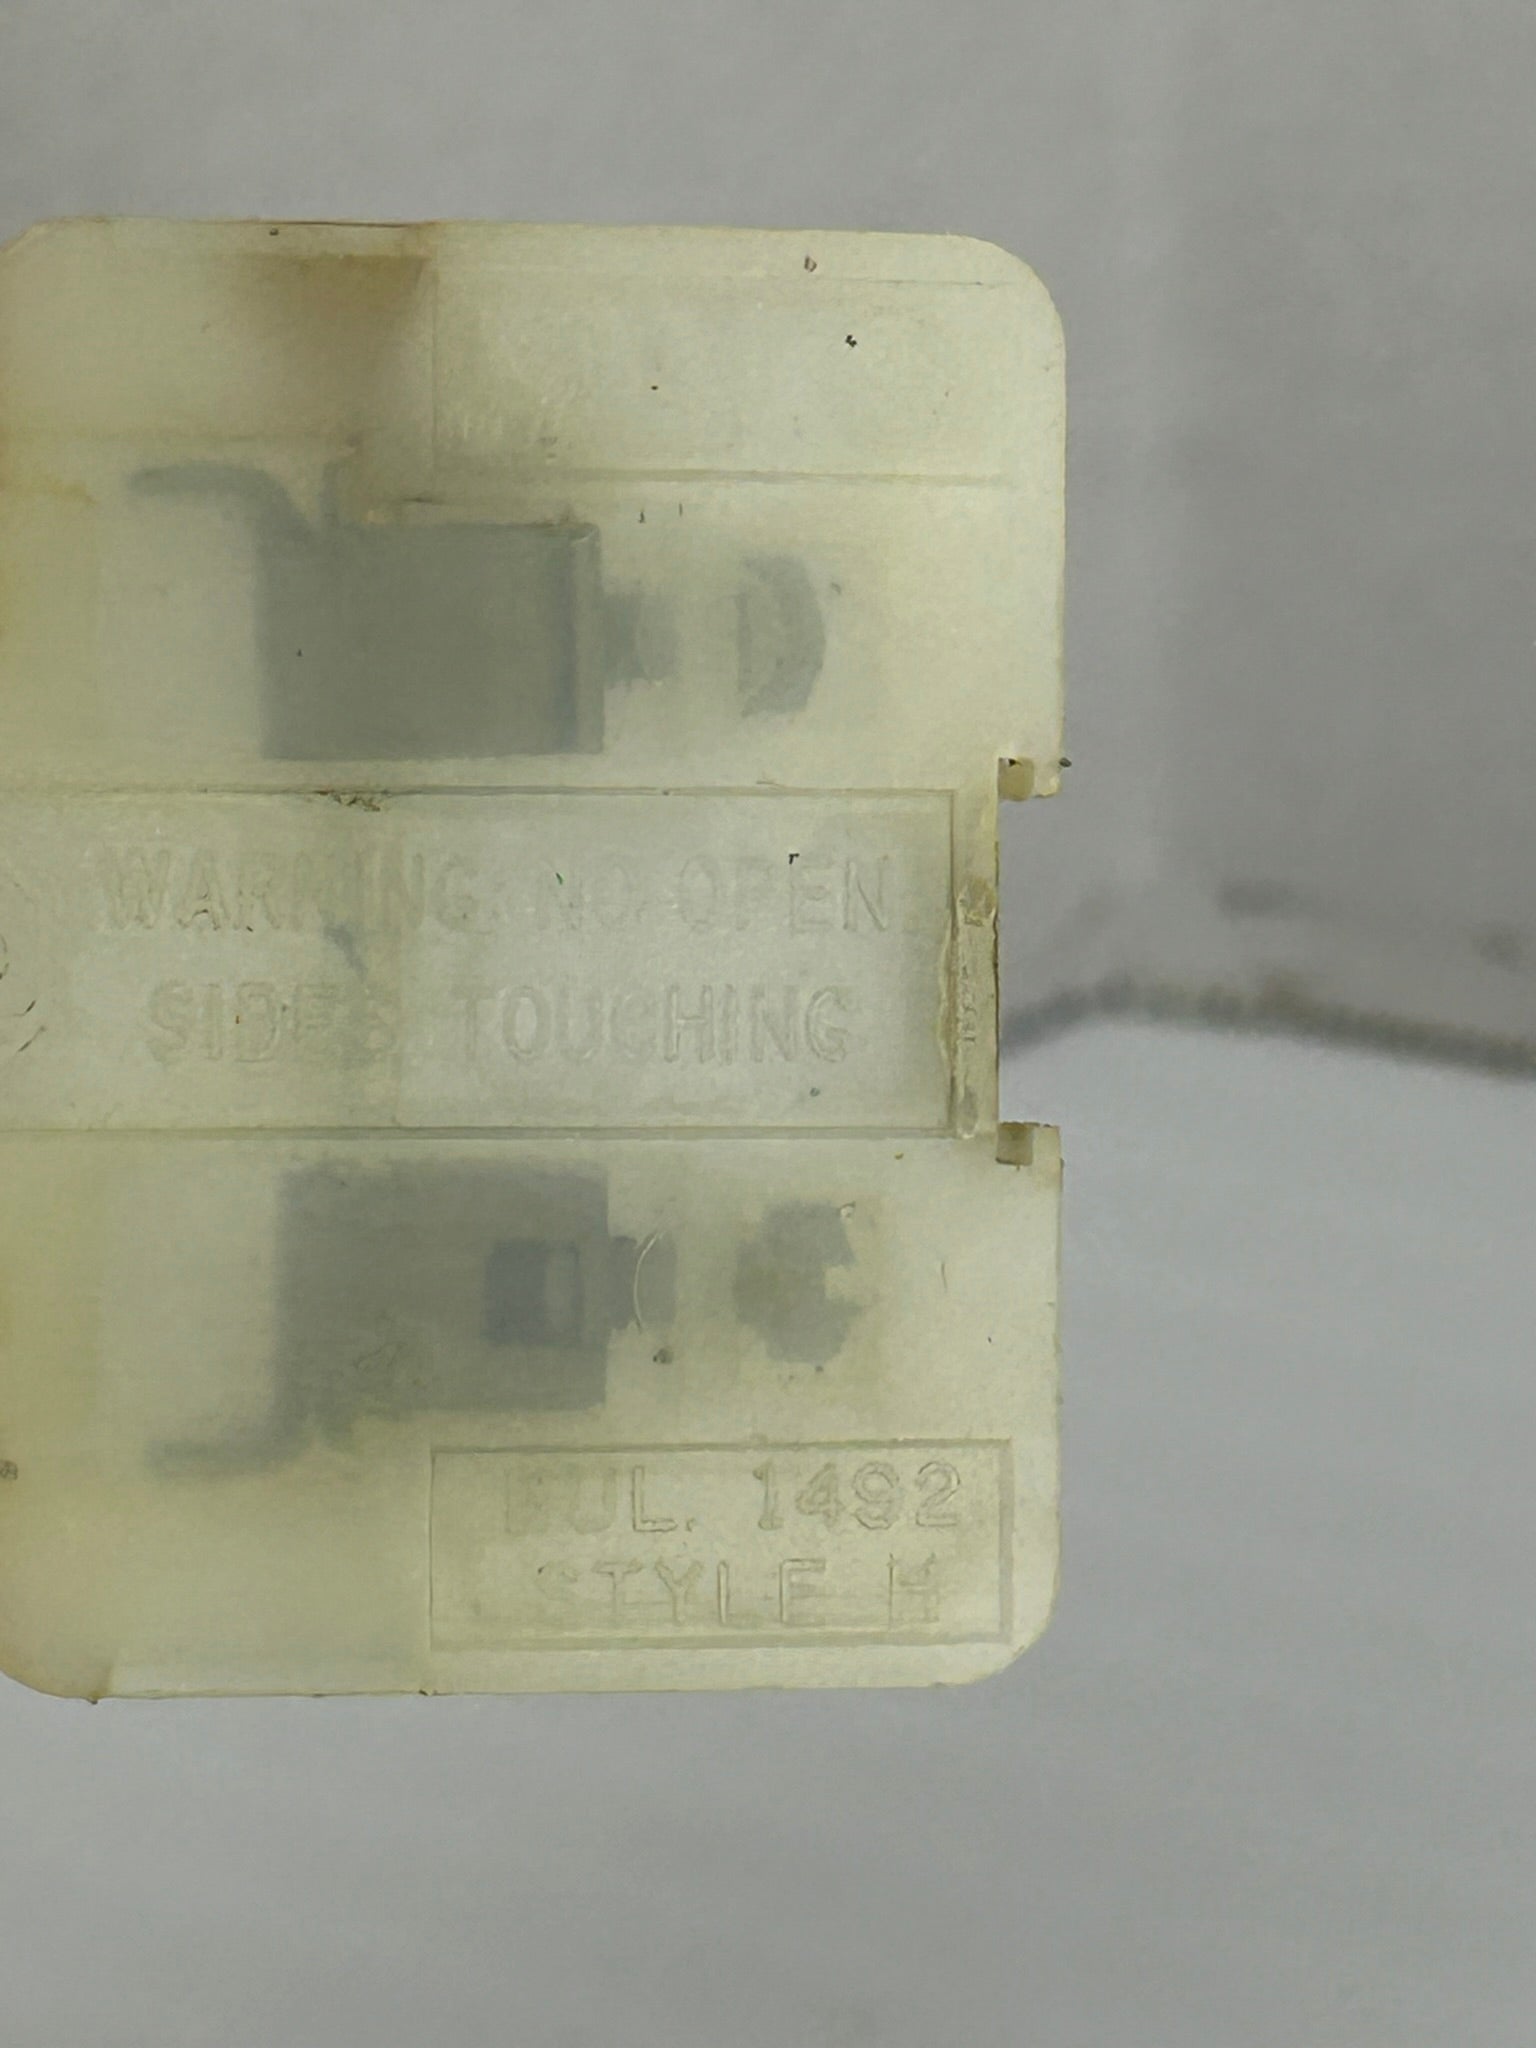 WARNING: NO OPEN
SIDES TOUCHING
BUL. 1492
STYLE H